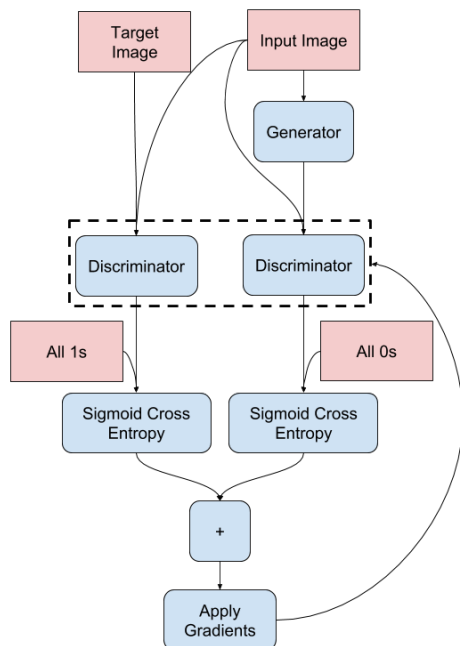 Target
Image
Input Image
Generator
Discriminator
Discriminator
All 1s
All 0s
Sigmoid Cross
Entropy
Sigmoid Cross
Entropy
+
Apply
Gradients